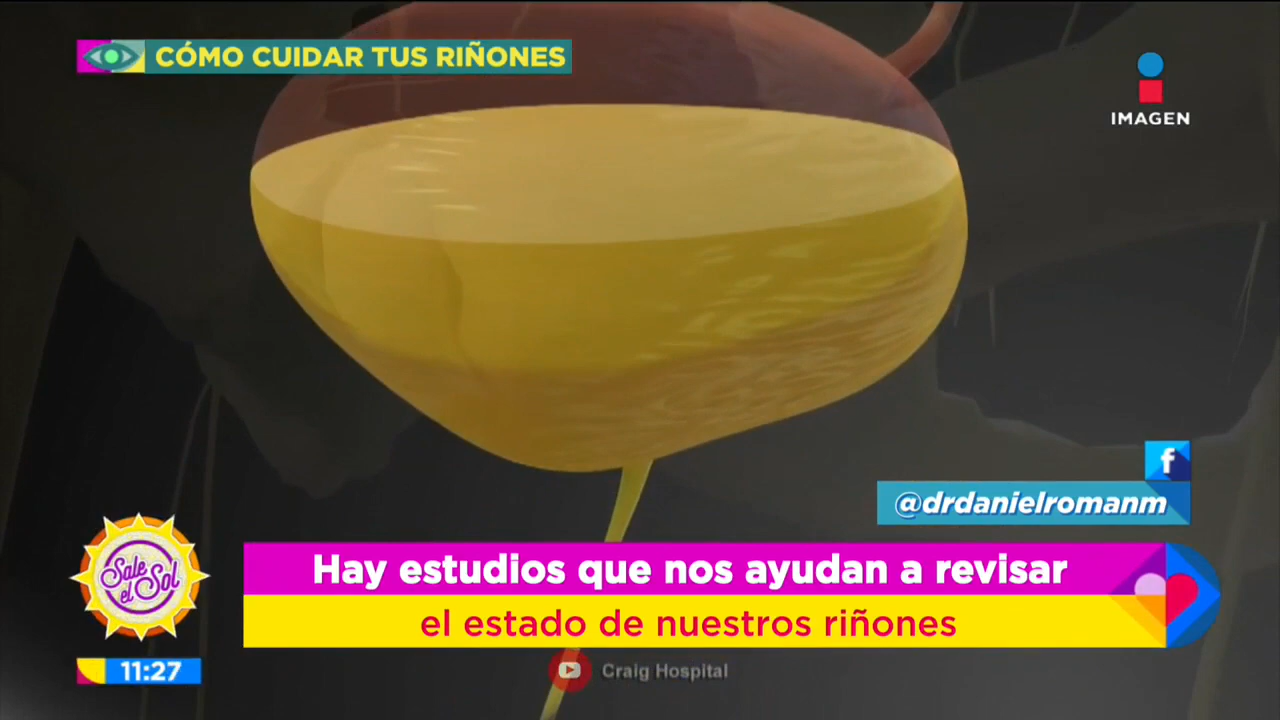 CÓMO CUIDAR TUS RIÑONES
IMAGEN
f
@drdanielromanm
Hay estudios que nos ayudan a revisar
el estado de nuestros riñones
Sale
el Sol
11:27
Craig Hospital